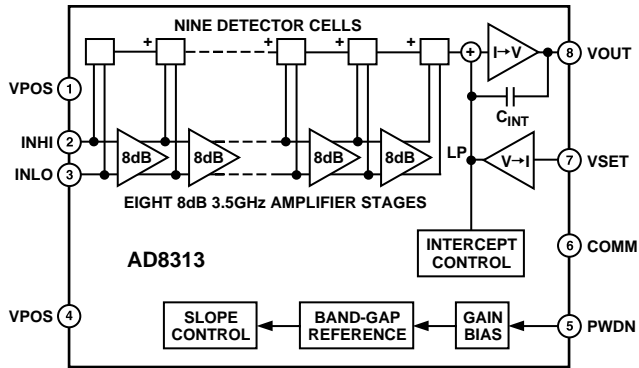 NINE DETECTOR CELLS
+ + + +
+
I→V
8 VOUT
VPOS 1
C INT
INHI 2
8dB 8dB 8dB 8dB
LP
V→I
7 VSET
INLO 3
EIGHT 8dB 3.5GHz AMPLIFIER STAGES
INTERCEPT
CONTROL
6 COMM
AD8313
VPOS 4
SLOPE
CONTROL
BAND-GAP
REFERENCE
GAIN
BIAS
5 PWDN